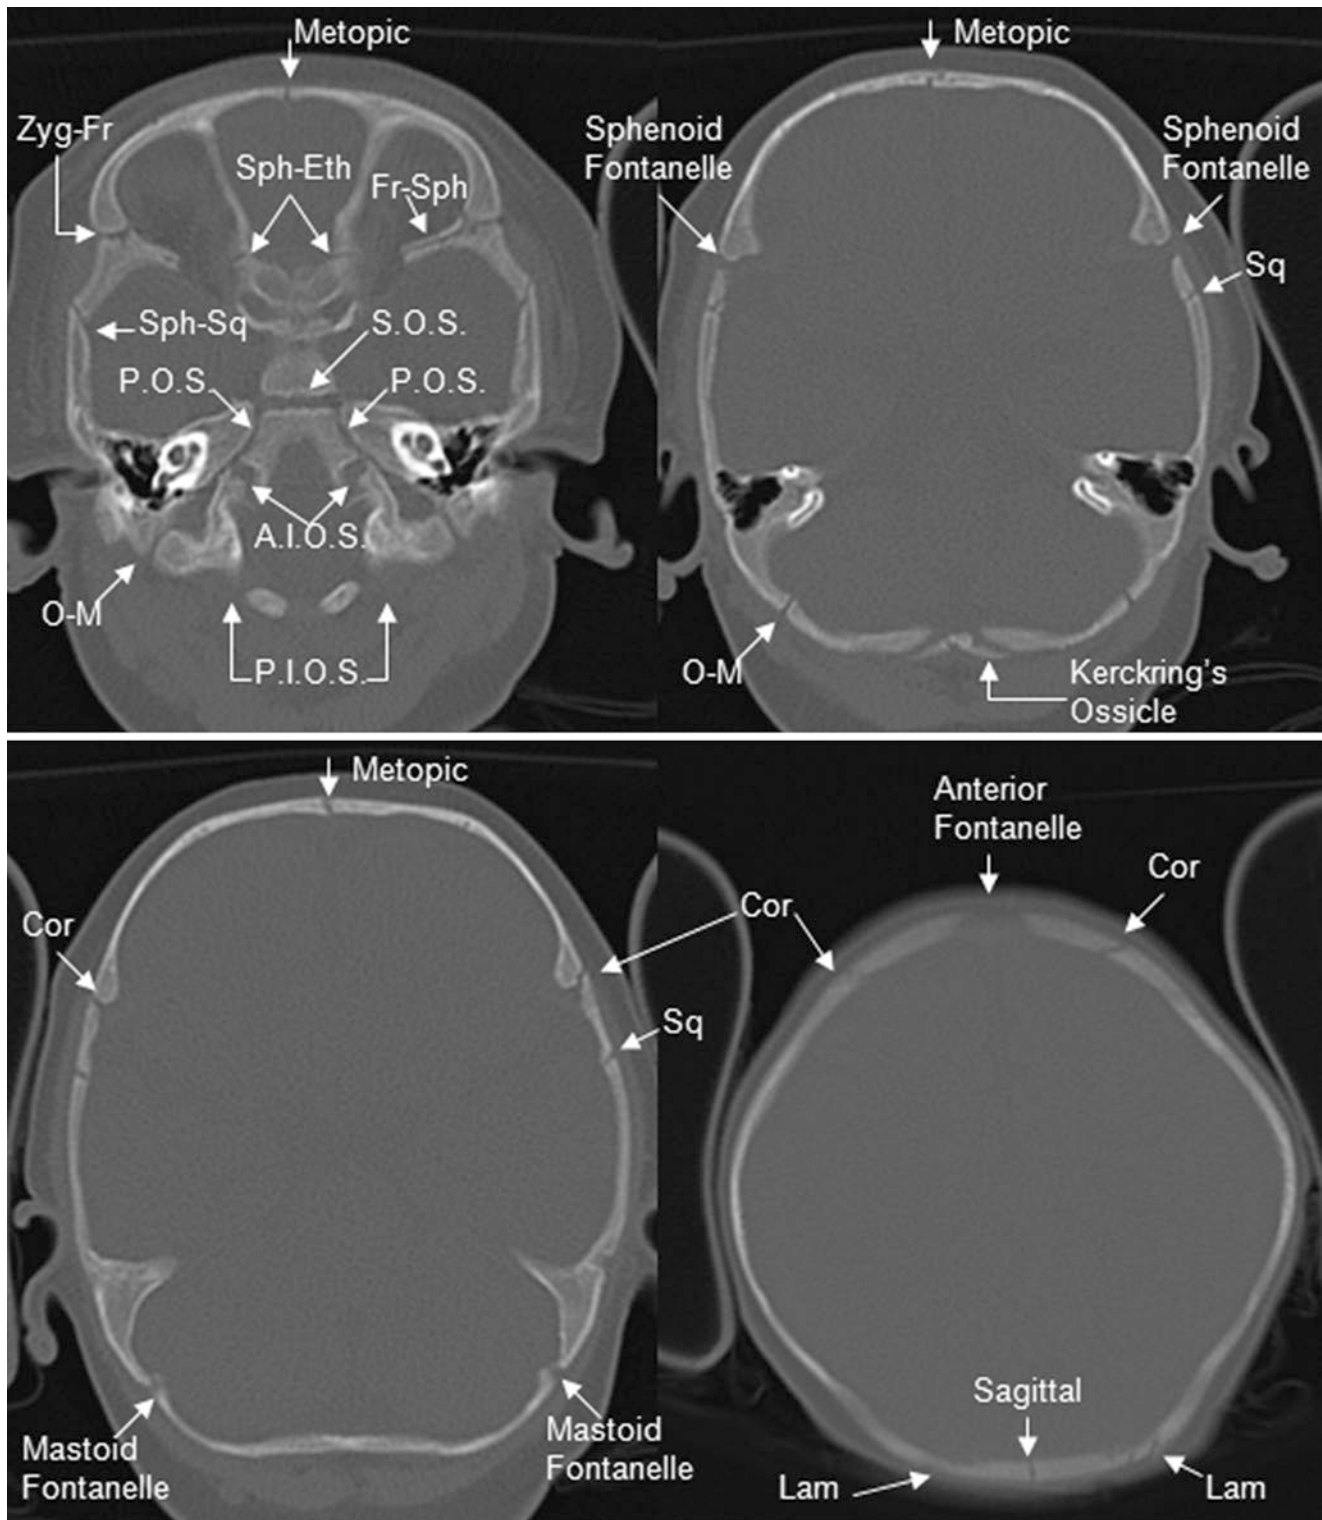 Metopic
Zyg-Fr
Sph-Eth
Fr-Sph
Sph-Sq
S.O.S.
P.O.S.
P.O.S.
A.I.O.S.
O-M
P.I.O.S.
Metopic
Sphenoid
Fontanelle
Sphenoid
Fontanelle
Sq
O-M
Kerckring's
Ossicle
Metopic
Cor
Cor
Sq
Mastoid
Fontanelle
Mastoid
Fontanelle
Anterior
Fontanelle
Cor
Sagittal
Lam
Lam